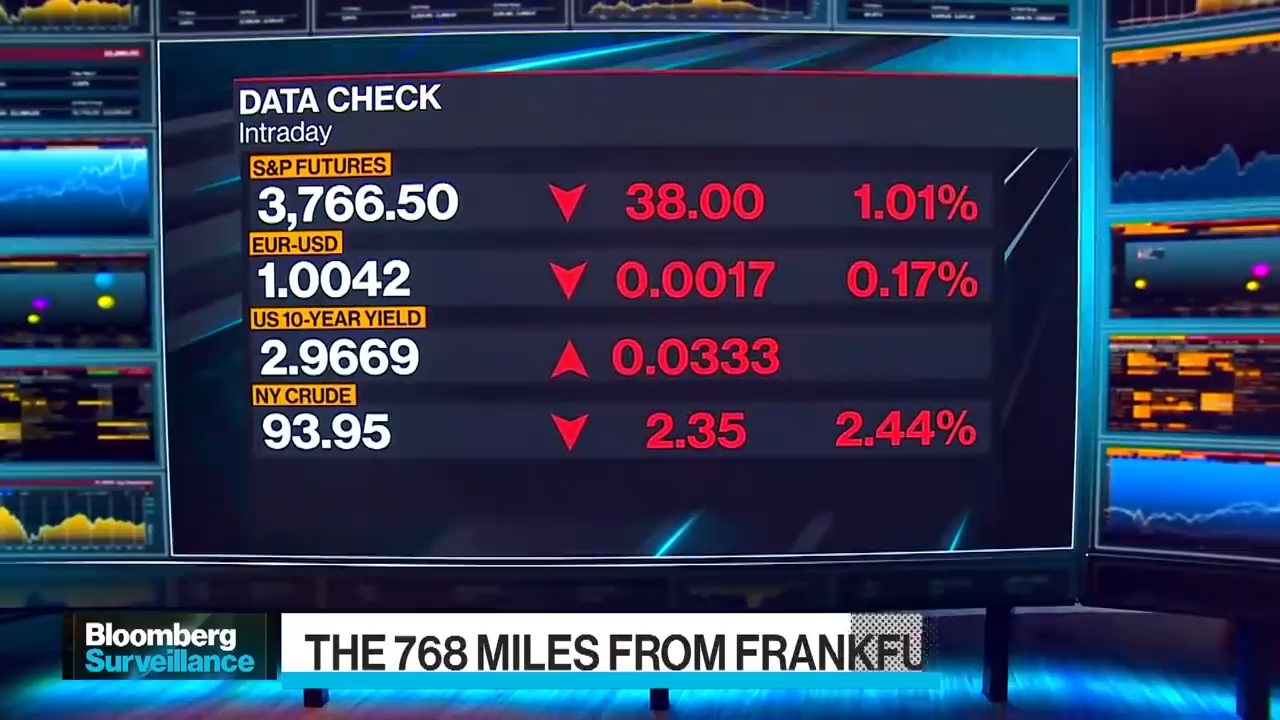 DATA CHECK
Intraday
S&P FUTURES
3,766.50 ▼ 38.00 1.01%
EUR-USD
1.0042 ▼ 0.0017 0.17%
US 10-YEAR YIELD
2.9669 ▲ 0.0333
NY CRUDE
93.95 ▼ 2.35 2.44%
Bloomberg
Surveillance
THE 768 MILES FROM FRANKFU